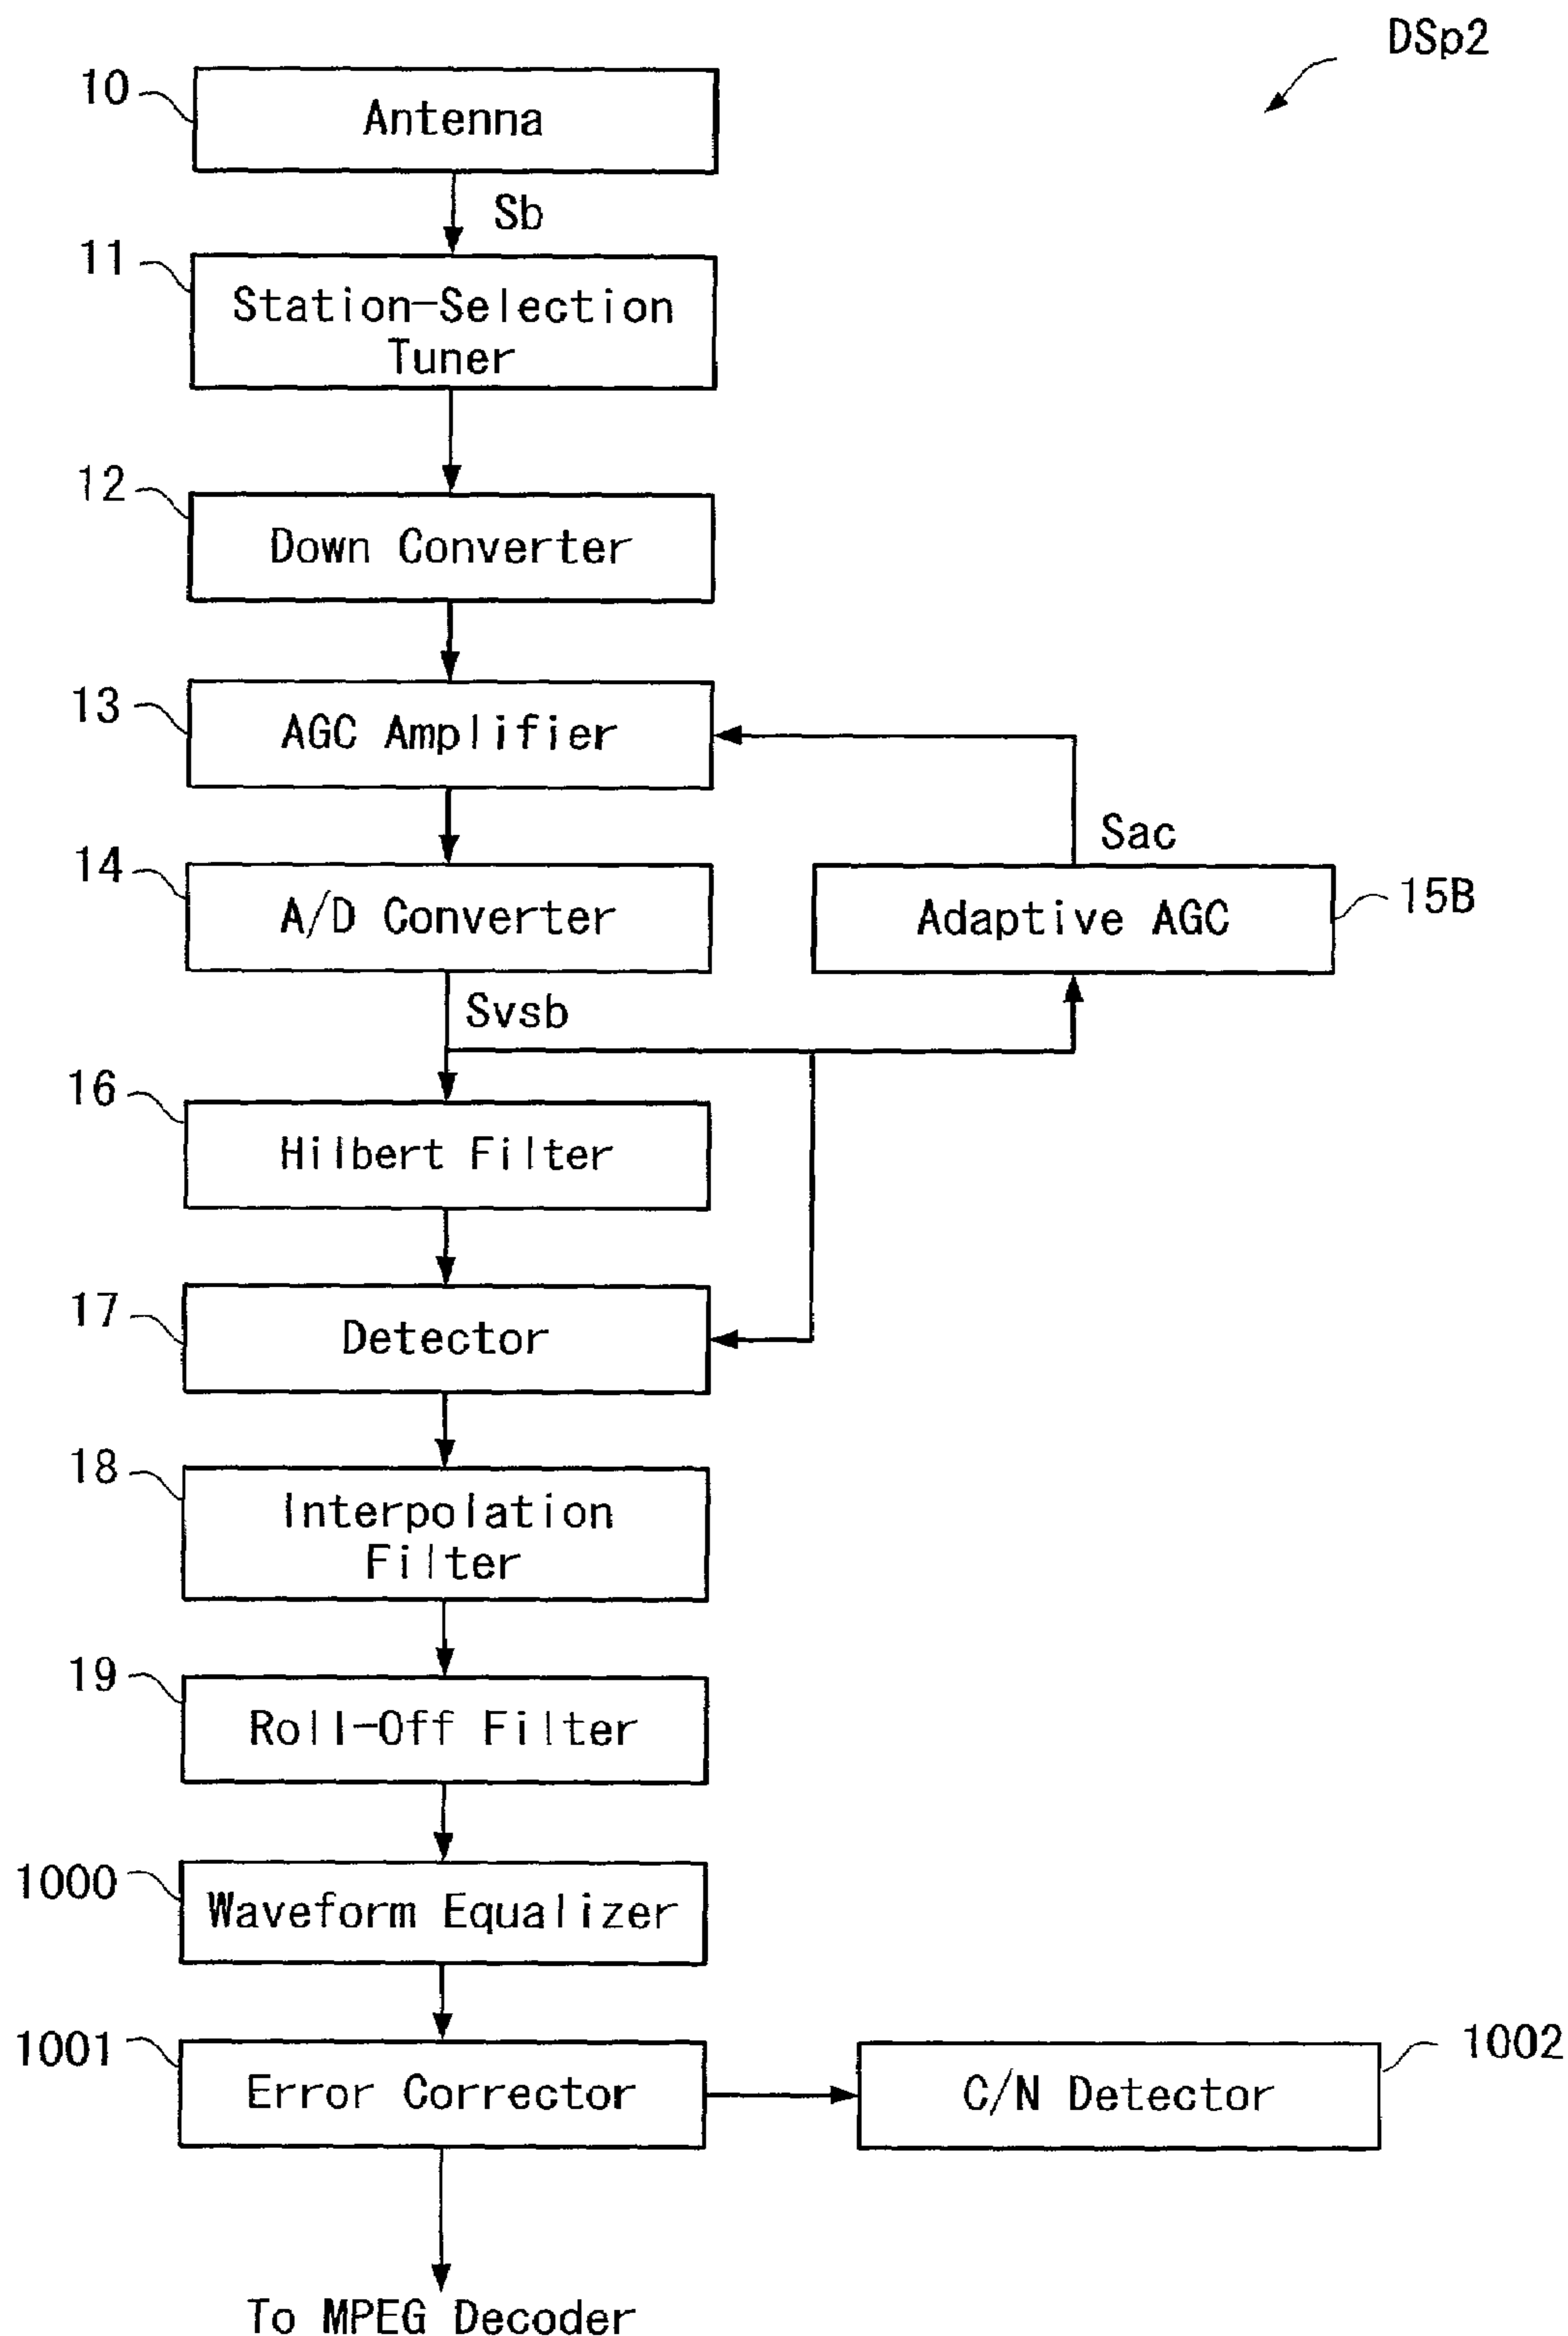 DSp2
10
Antenna
Sb
11
Station-Selection
Tuner
12
Down Converter
13
AGC Amplifier
Sac
14
A/D Converter
Adaptive AGC
15B
Svsb
16
Hilbert Filter
17
Detector
18
Interpolation
Filter
19
Roll-Off Filter
1000
Waveform Equalizer
1001
Error Corrector
C/N Detector
1002
To MPEG Decoder